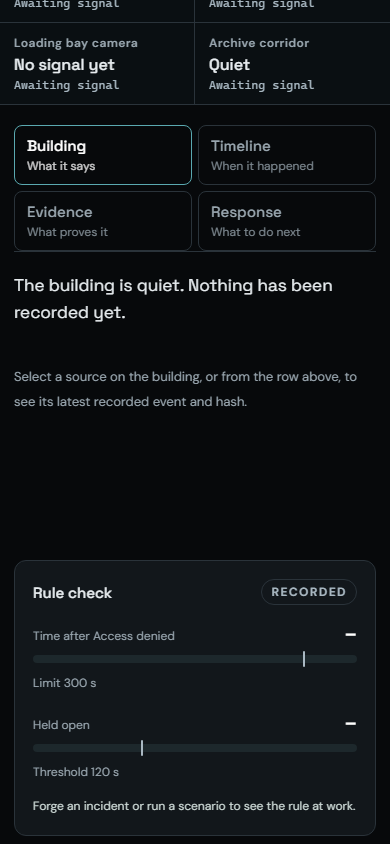 Awaiting signal
Awaiting signal
Loading bay camera
No signal yet
Awaiting signal
Archive corridor
Quiet
Awaiting signal
Building
What it says
Timeline
When it happened
Evidence
What proves it
Response
What to do next
The building is quiet. Nothing has been
recorded yet.
Select a source on the building, or from the row above, to
see its latest recorded event and hash.
Rule check
RECORDED
Time after Access denied
–
Limit 300 s
Held open
–
Threshold 120 s
Forge an incident or run a scenario to see the rule at work.